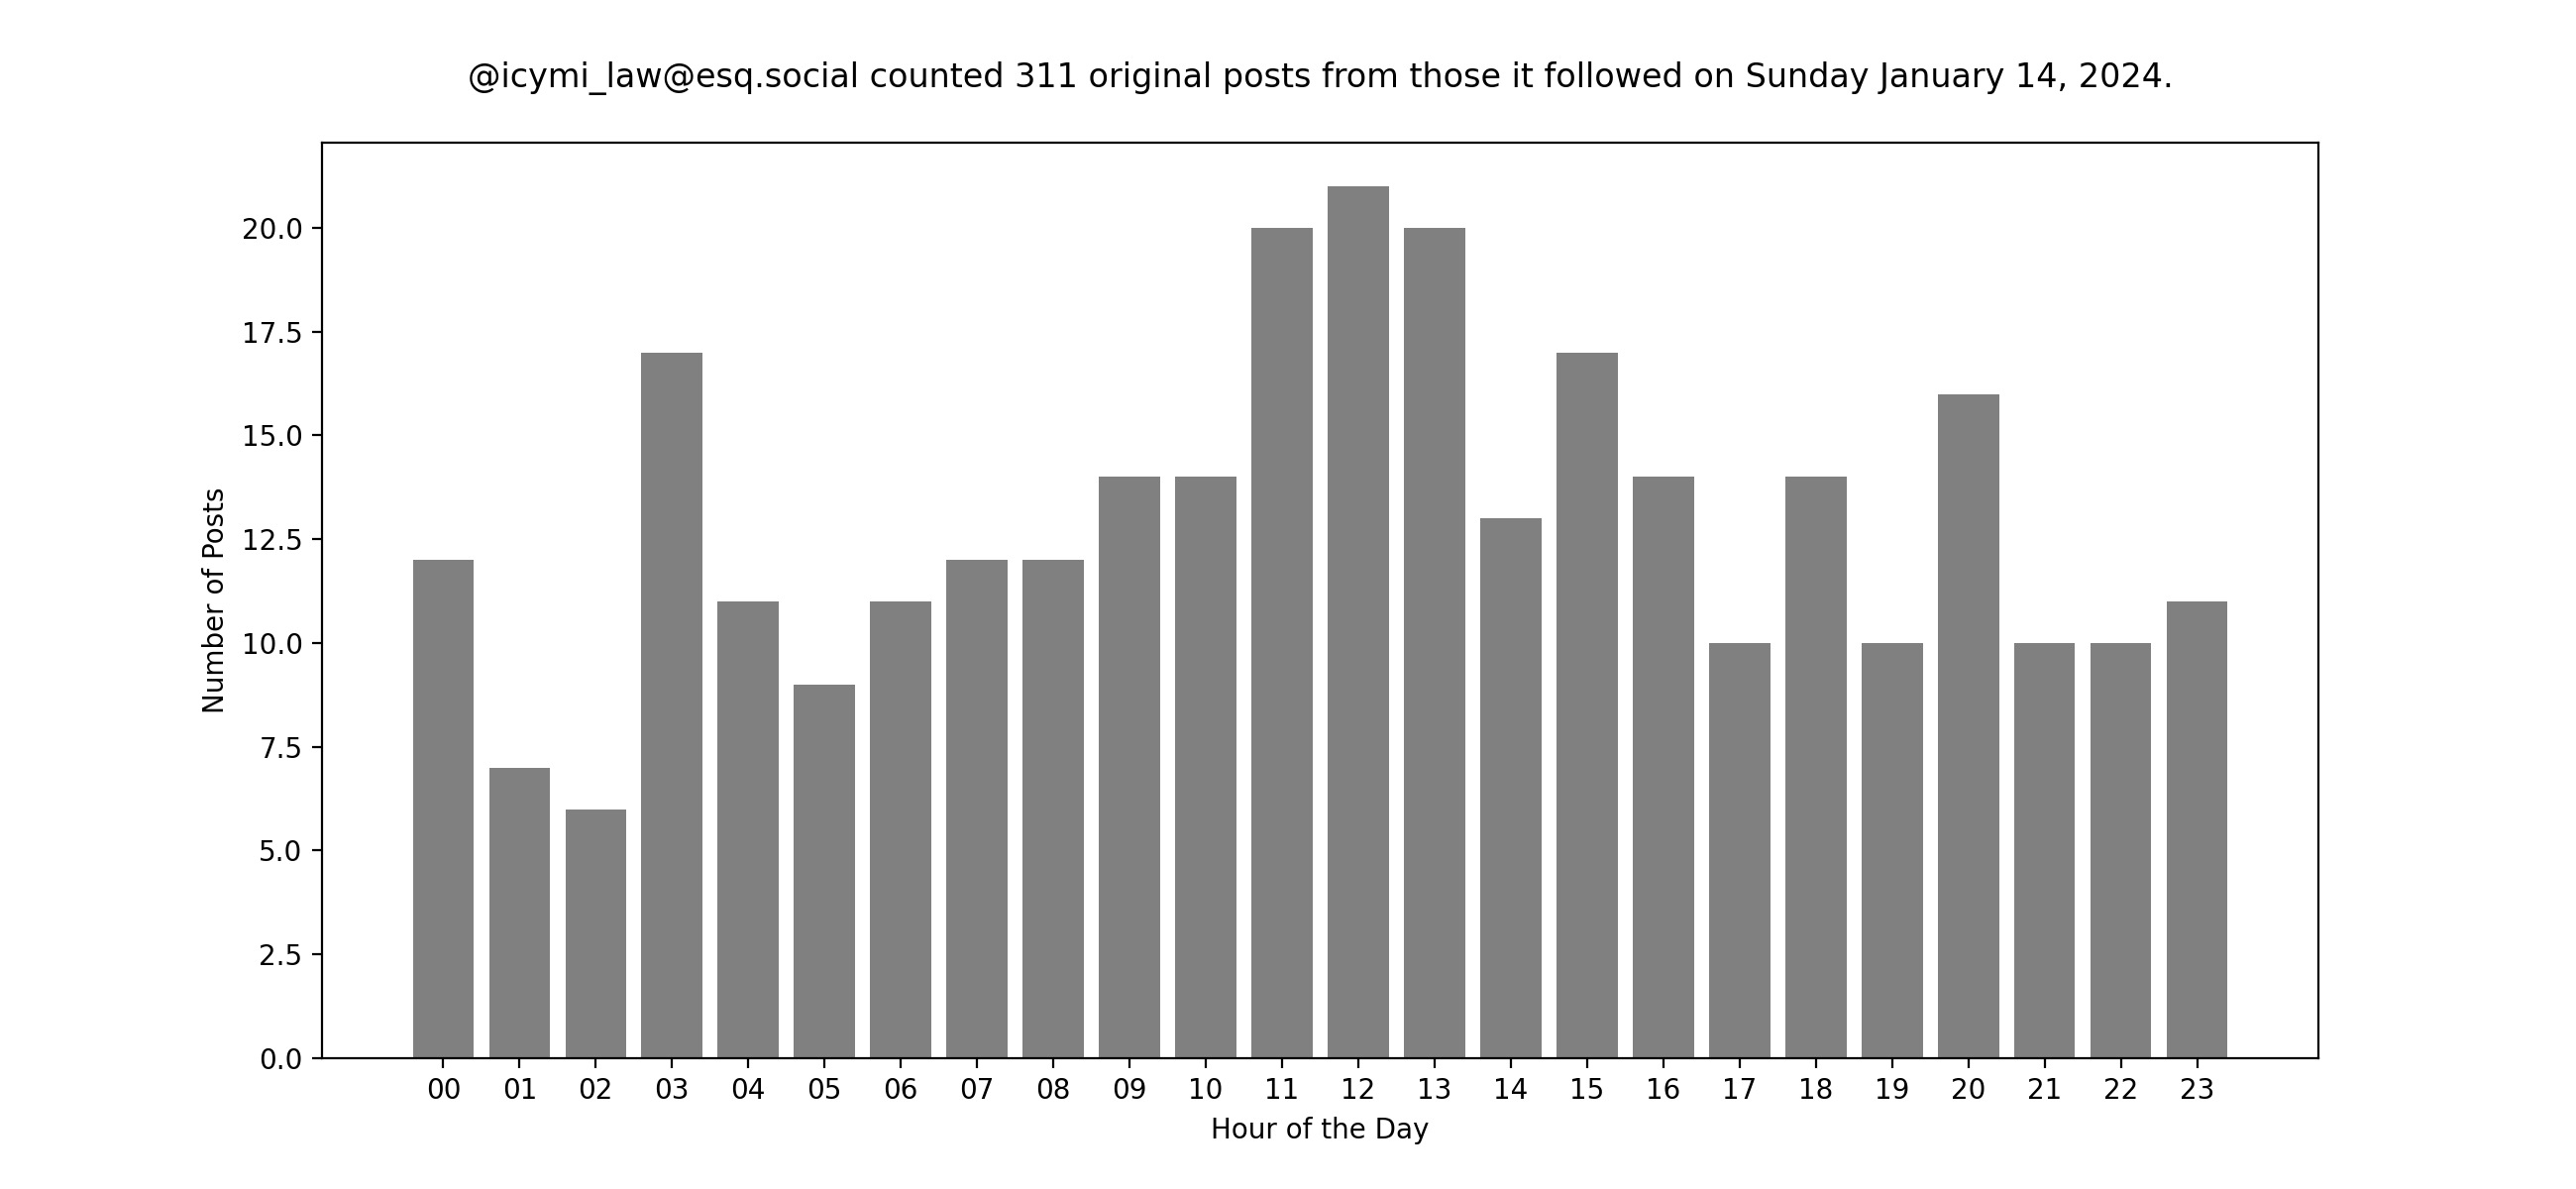 @icymi_law@esq.social counted 311 original posts from those it followed on Sunday January 14, 2024.
20.0
17.5
15.0
12.5
10.0
7.5
5.0
2.5
0.0
Number of Posts
00 01 02 03 04 05 06 07 08 09 10 11 12 13 14 15 16 17 18 19 20 21 22 23
Hour of the Day